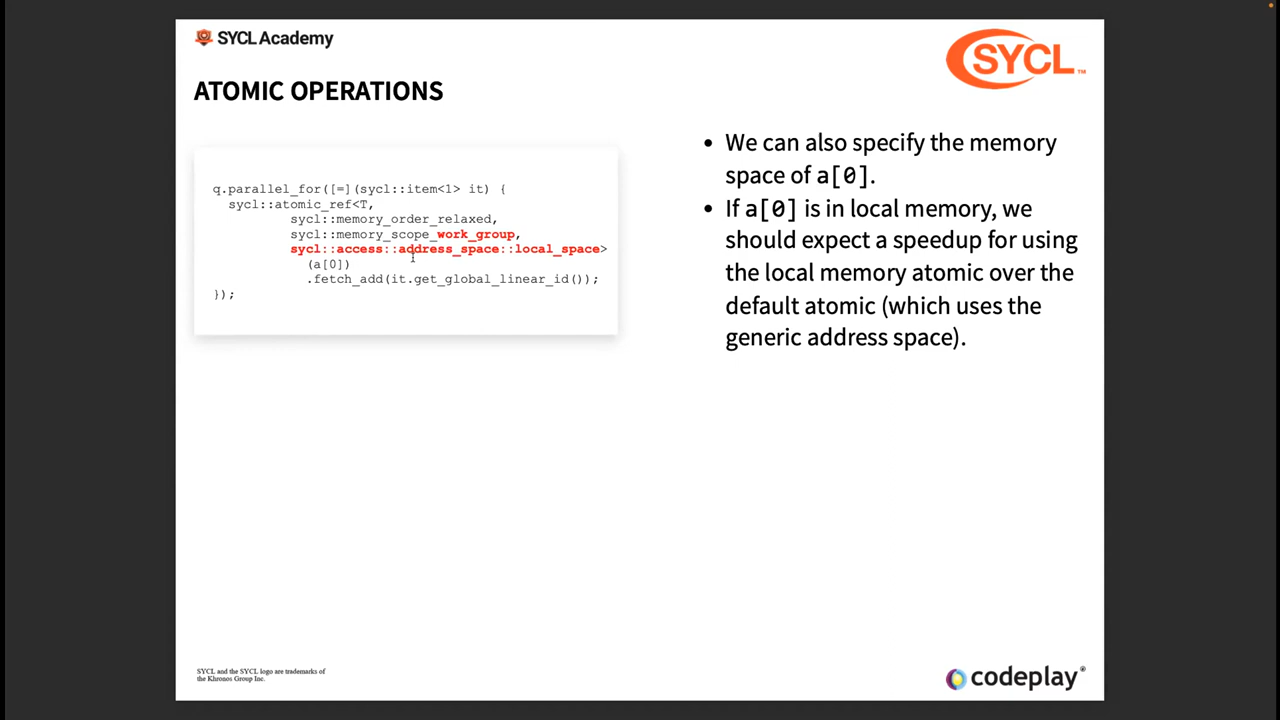 SYCL Academy
SYCL™
ATOMIC OPERATIONS
q.parallel_for([=](sycl::item<1> it) {
  sycl::atomic_ref<T,
          sycl::memory_order_relaxed,
          sycl::memory_scope_work_group,
          sycl::access::address_space::local_space>
            (a[0])
            .fetch_add(it.get_global_linear_id());
});
• We can also specify the memory
space of a[0].
• If a[0] is in local memory, we
should expect a speedup for using
the local memory atomic over the
default atomic (which uses the
generic address space).
SYCL and the SYCL logo are trademarks of
the Khronos Group Inc.
codeplay®